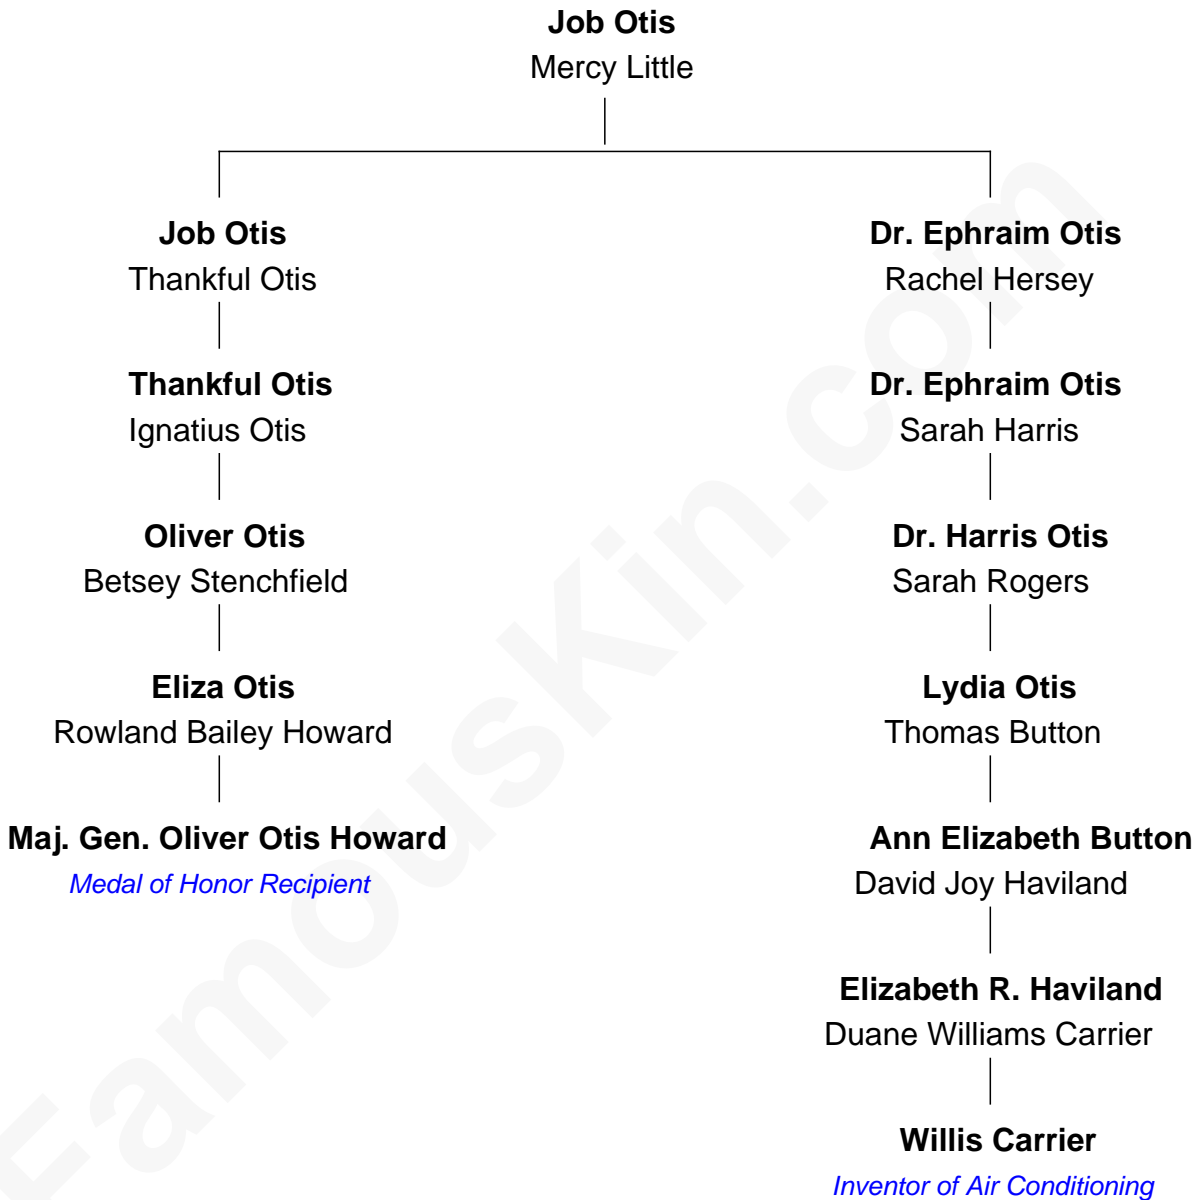 Job Otis
Mercy Little
Job Otis
Thankful Otis
Dr. Ephraim Otis
Rachel Hersey
Thankful Otis
Ignatius Otis
Dr. Ephraim Otis
Sarah Harris
Oliver Otis
Betsey Stenchfield
Dr. Harris Otis
Sarah Rogers
Eliza Otis
Rowland Bailey Howard
Lydia Otis
Thomas Button
Maj. Gen. Oliver Otis Howard
Medal of Honor Recipient
Ann Elizabeth Button
David Joy Haviland
Elizabeth R. Haviland
Duane Williams Carrier
Willis Carrier
Inventor of Air Conditioning
FamousKin.com